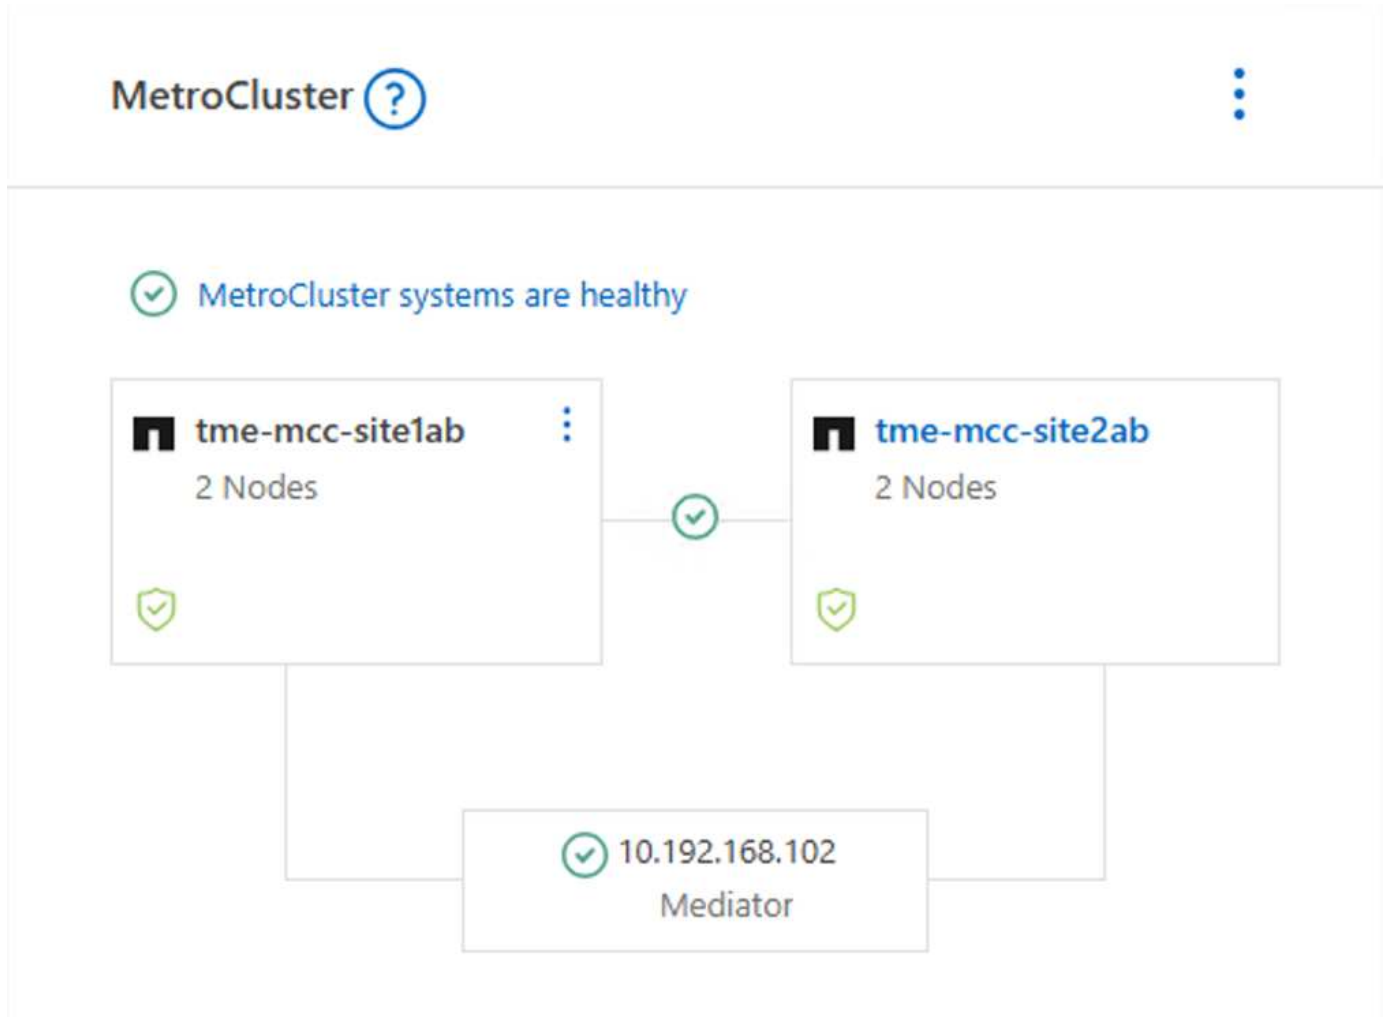 MetroCluster ?
MetroCluster systems are healthy
tme-mcc-site1ab
2 Nodes
tme-mcc-site2ab
2 Nodes
10.192.168.102
Mediator